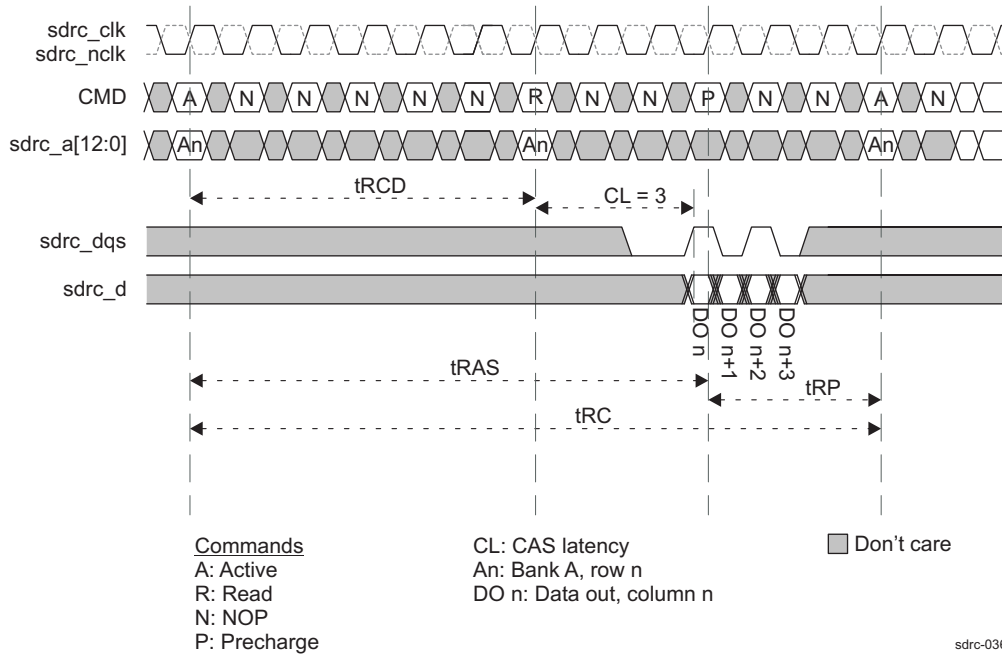 sdrc_clk
sdrc_nclk
CMD A N N N N N R N N P N N A N
sdrc_a[12:0] An An An
tRCD
CL = 3
sdrc_dqs
sdrc_d
DO n
DO n+1
DO n+2
DO n+3
tRAS
tRP
tRC
Commands
A: Active
R: Read
N: NOP
P: Precharge
CL: CAS latency
An: Bank A, row n
DO n: Data out, column n
Don't care
sdrc-036